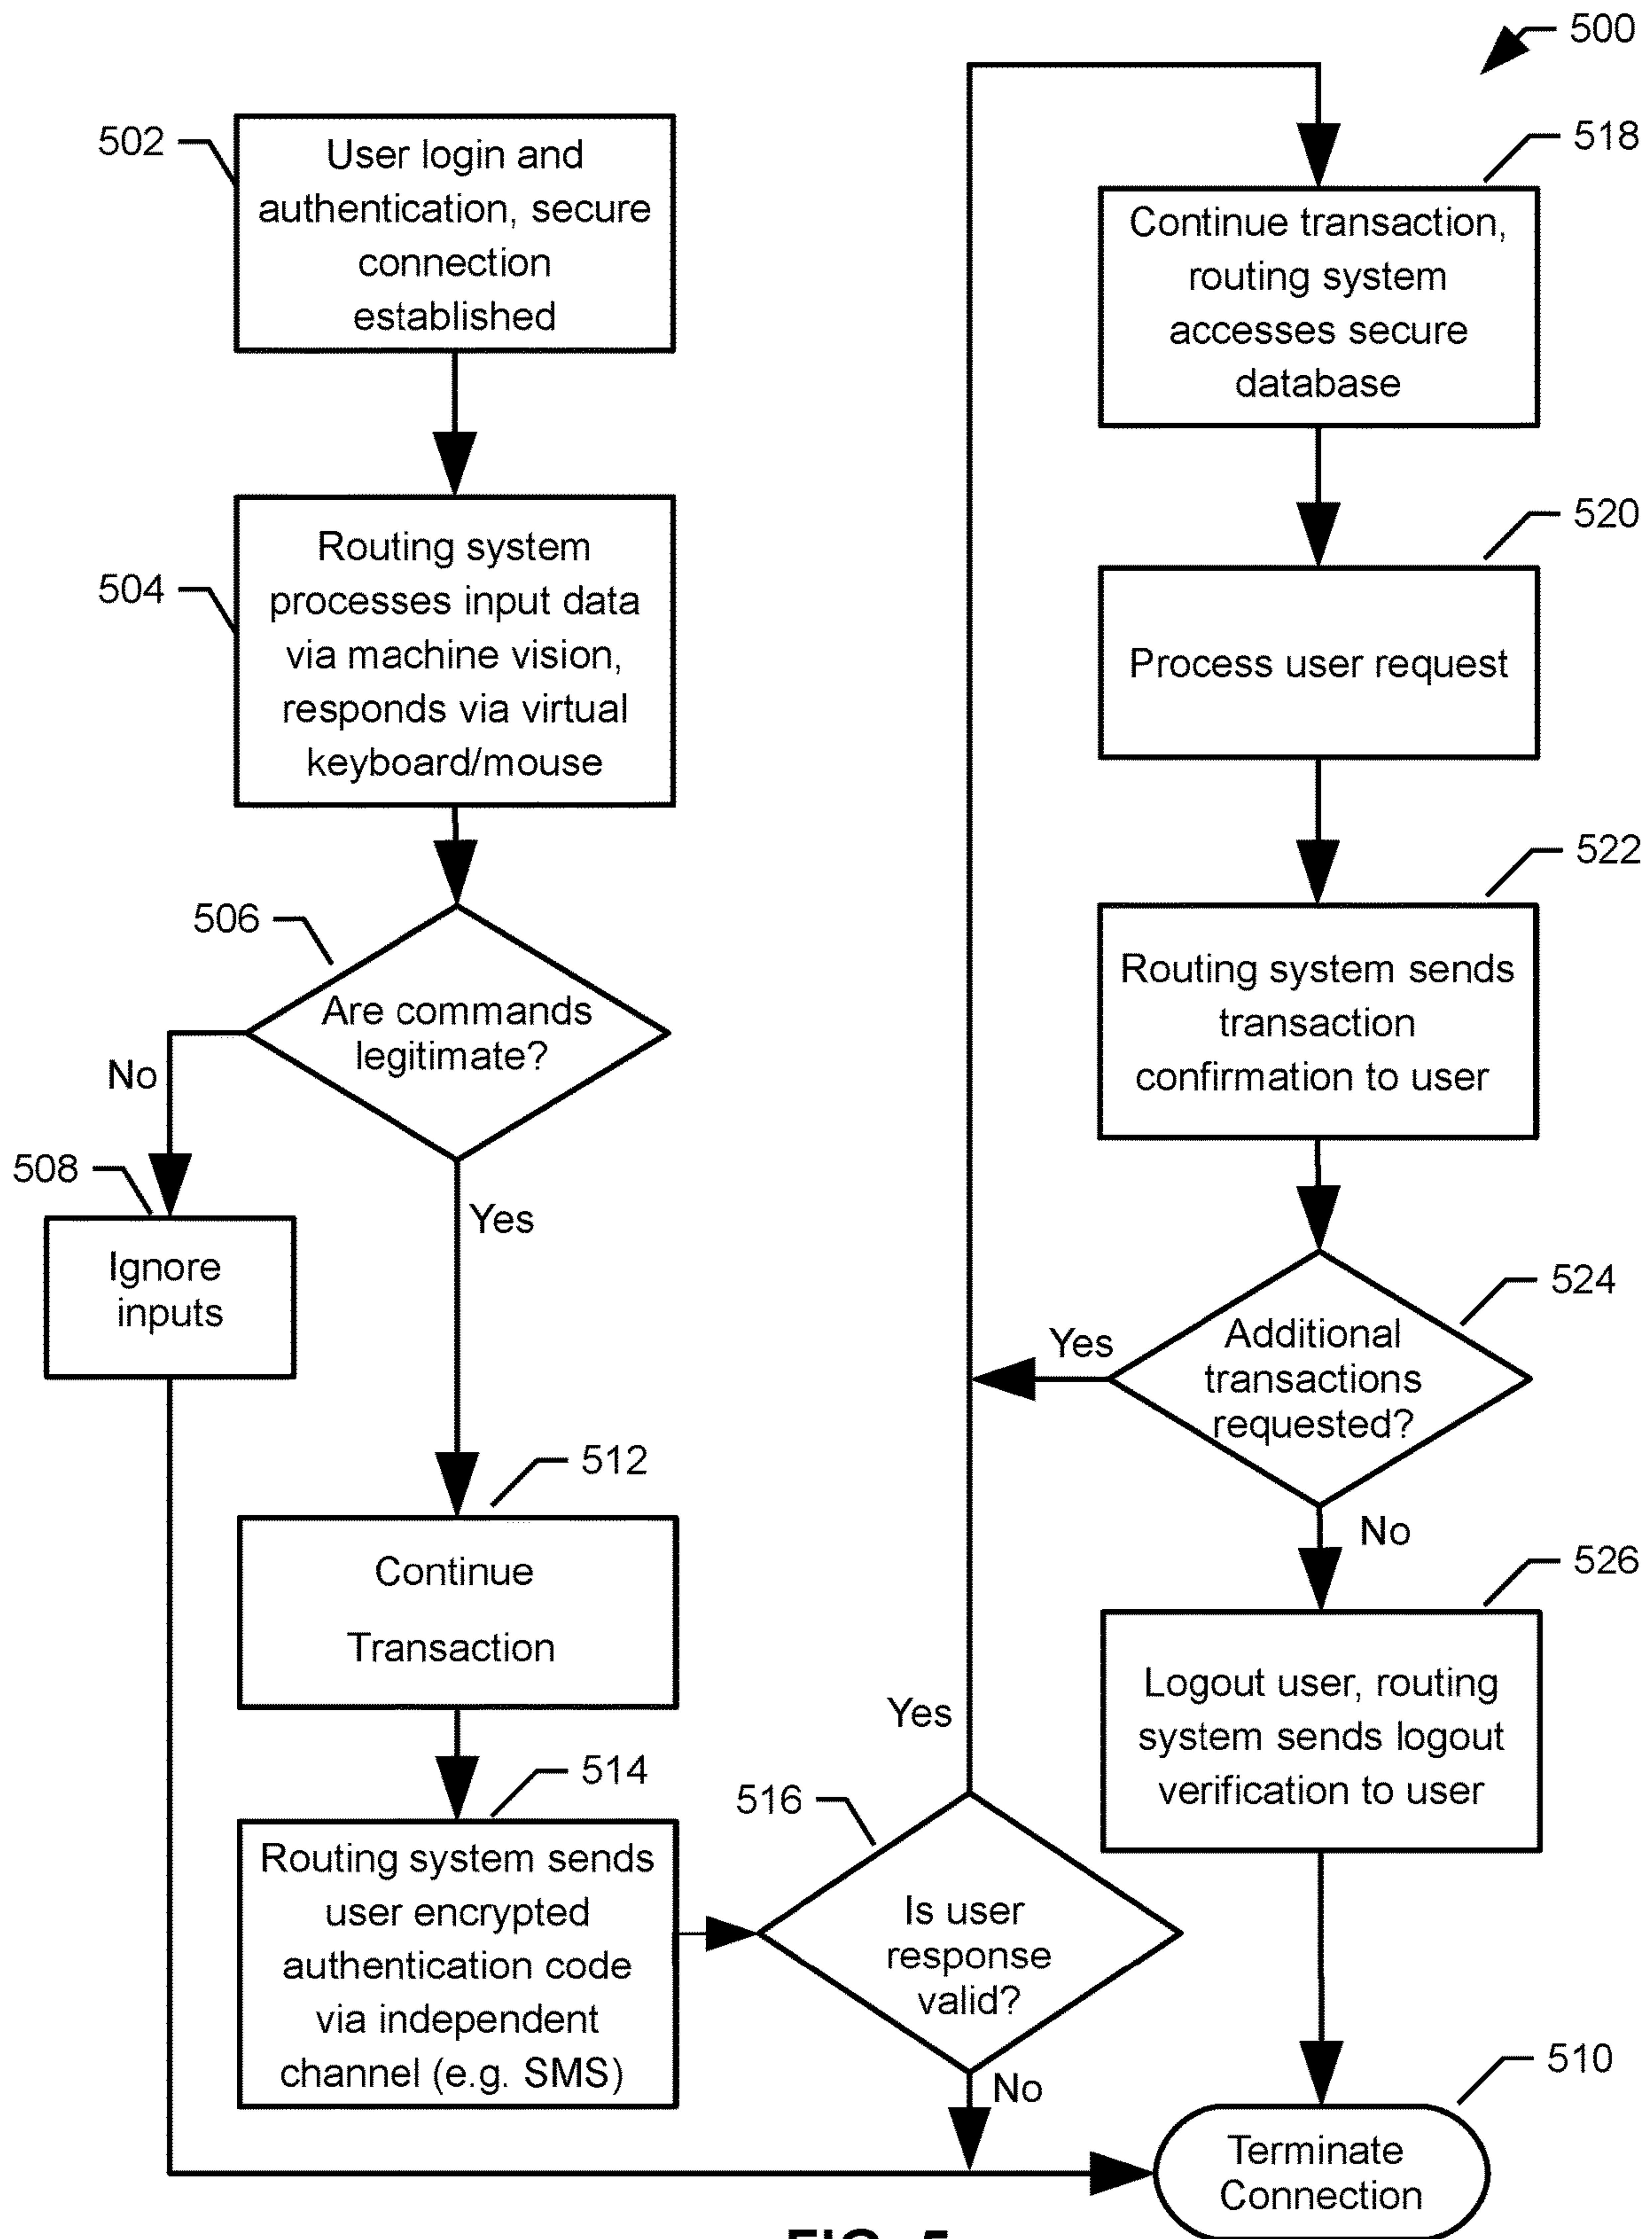 500
502
User login and
authentication, secure
connection
established
504
Routing system
processes input data
via machine vision,
responds via virtual
keyboard/mouse
506
Are commands
legitimate?
No
Yes
508
Ignore
inputs
512
Continue
Transaction
514
Routing system sends
user encrypted
authentication code
via independent
channel (e.g. SMS)
516
Is user
response
valid?
Yes
No
518
Continue transaction,
routing system
accesses secure
database
520
Process user request
522
Routing system sends
transaction
confirmation to user
524
Additional
transactions
requested?
Yes
No
526
Logout user, routing
system sends logout
verification to user
510
Terminate
Connection